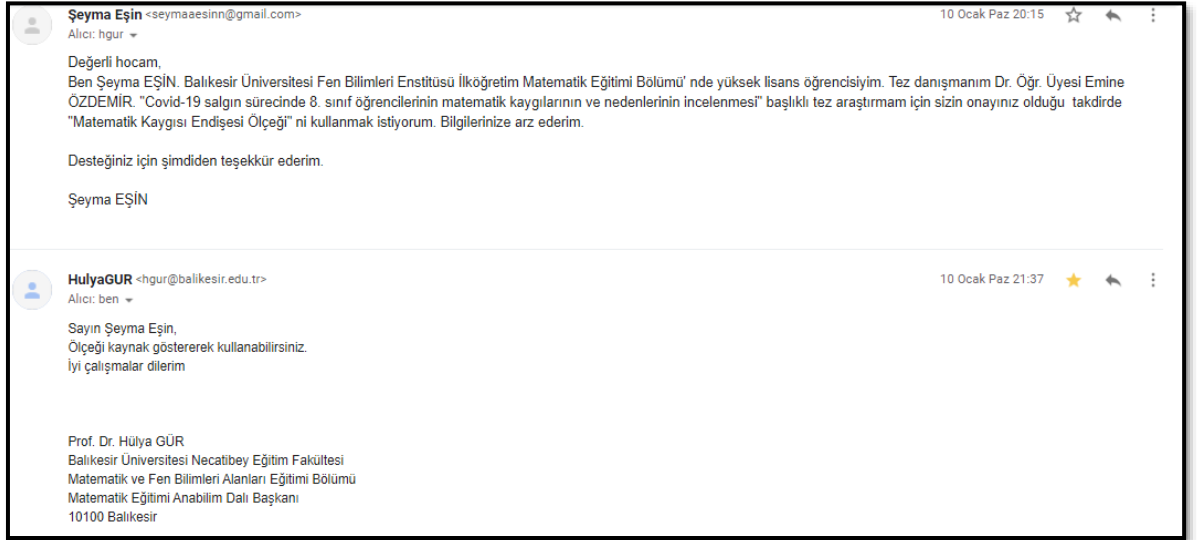 Şeyma Eşin <seymaaesinn@gmail.com> 10 Ocak Paz 20:15
Alıcı: hgur
Değerli hocam,
Ben Şeyma EŞİN. Balıkesir Üniversitesi Fen Bilimleri Enstitüsü İlköğretim Matematik Eğitimi Bölümü' nde yüksek lisans öğrencisiyim. Tez danışmanım Dr. Öğr. Üyesi Emine
ÖZDEMİR. "Covid-19 salgın sürecinde 8. sınıf öğrencilerinin matematik kaygılarının ve nedenlerinin incelenmesi" başlıklı tez araştırmam için sizin onayınız olduğu takdirde
"Matematik Kaygısı Endişesi Ölçeği" ni kullanmak istiyorum. Bilgilerinize arz ederim.
Desteğiniz için şimdiden teşekkür ederim.
Şeyma EŞİN
HulyaGUR <hgur@balikesir.edu.tr> 10 Ocak Paz 21:37
Alıcı: ben
Sayın Şeyma Eşin,
Ölçeği kaynak göstererek kullanabilirsiniz.
İyi çalışmalar dilerim
Prof. Dr. Hülya GÜR
Balıkesir Üniversitesi Necatibey Eğitim Fakültesi
Matematik ve Fen Bilimleri Alanları Eğitimi Bölümü
Matematik Eğitimi Anabilim Dalı Başkanı
10100 Balıkesir